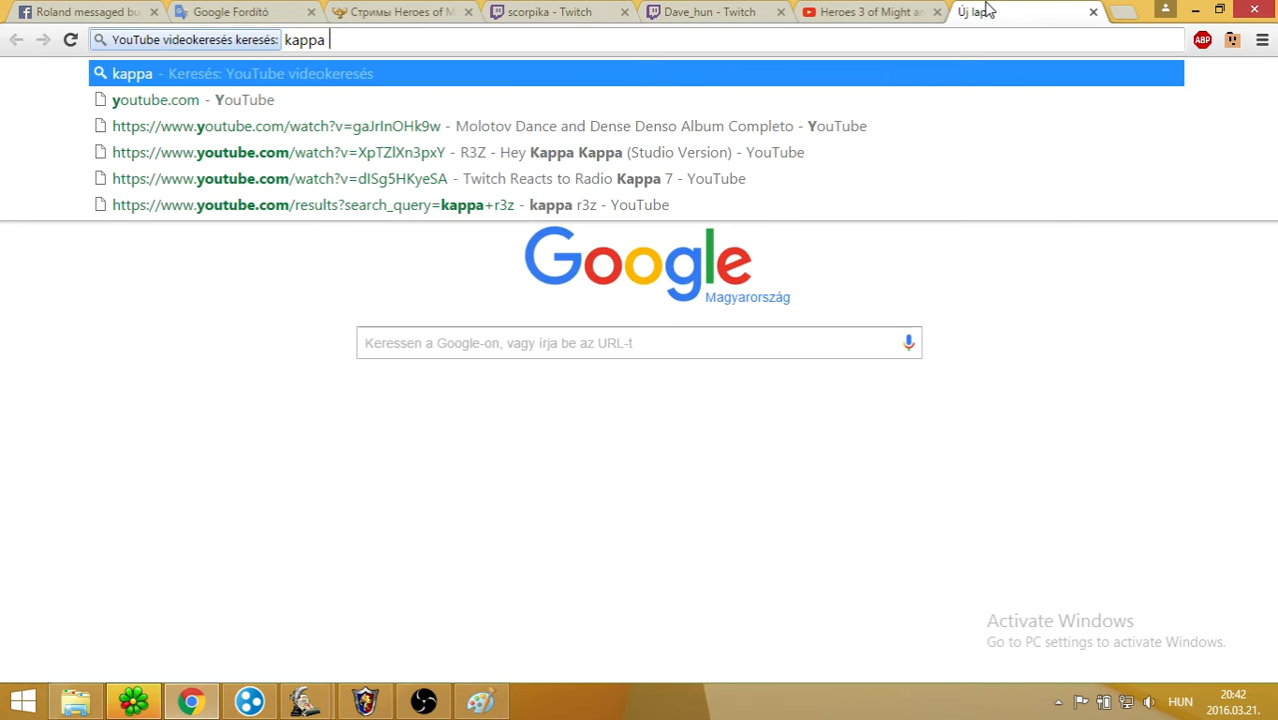 Roland messaged bu
Google Fordító
Стримы Heroes of M
scorpika - Twitch
Dave_hun - Twitch
Heroes 3 of Might a
Új lap
YouTube videokeresés keresés: kappa
ABP
kappa - Keresés: YouTube videokeresés
youtube.com - YouTube
https://www.youtube.com/watch?v=gaJrInOHk9w - Molotov Dance and Dense Denso Album Completo - YouTube
https://www.youtube.com/watch?v=XpTZlXn3pxY - R3Z - Hey Kappa Kappa (Studio Version) - YouTube
https://www.youtube.com/watch?v=dISg5HKyeSA - Twitch Reacts to Radio Kappa 7 - YouTube
https://www.youtube.com/results?search_query=kappa+r3z - kappa r3z - YouTube
Google
Magyarország
Keressen a Google-on, vagy írja be az URL-t
Activate Windows
Go to PC settings to activate Windows.
HUN
20:42
2016.03.21.